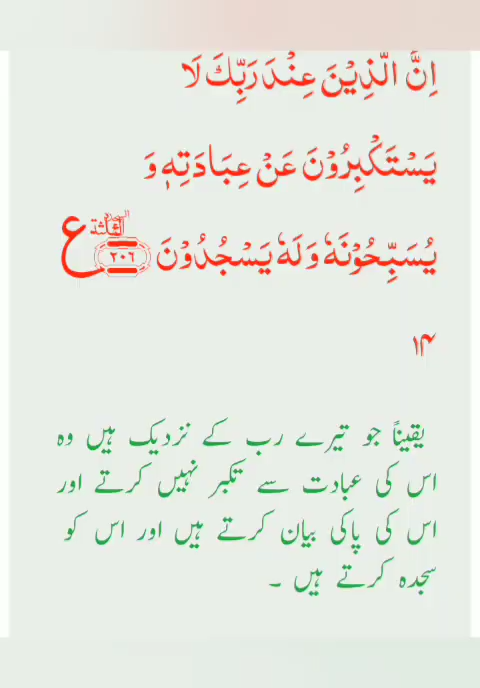 اِنَّ الَّذِيْنَ عِنْدَ رَبِّكَ لَا
يَسْتَكْبِرُوْنَ عَنْ عِبَادَتِهٖ وَ
يُسَبِّحُوْنَهٗ وَلَهٗ يَسْجُدُوْنَ ۩ ۲۰۶ ع
۱۴
یقیناً جو تیرے رب کے نزدیک ہیں وہ
اس کی عبادت سے تکبر نہیں کرتے اور
اس کی پاکی بیان کرتے ہیں اور اس کو
سجدہ کرتے ہیں ۔